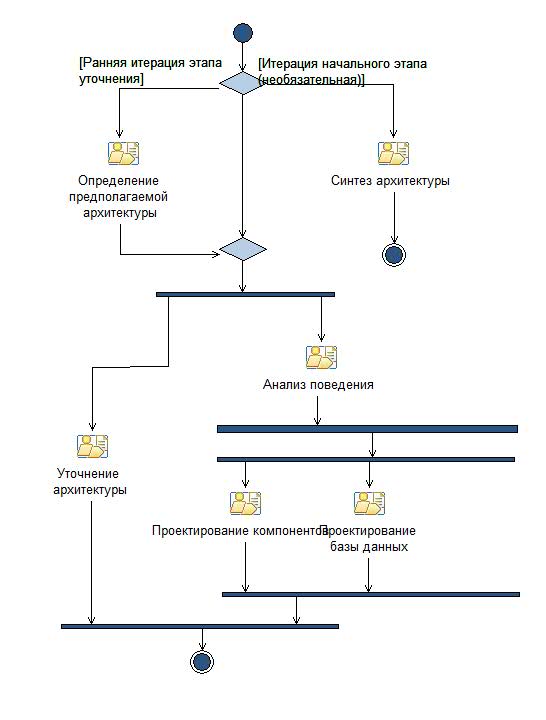 [Ранняя итерация этапа
уточнения]
[Итерация начального этапа
(необязательная)]
Определение
предполагаемой
архитектуры
Синтез архитектуры
Анализ поведения
Уточнение
архитектуры
Проектирование компонентов
Проектирование
базы данных